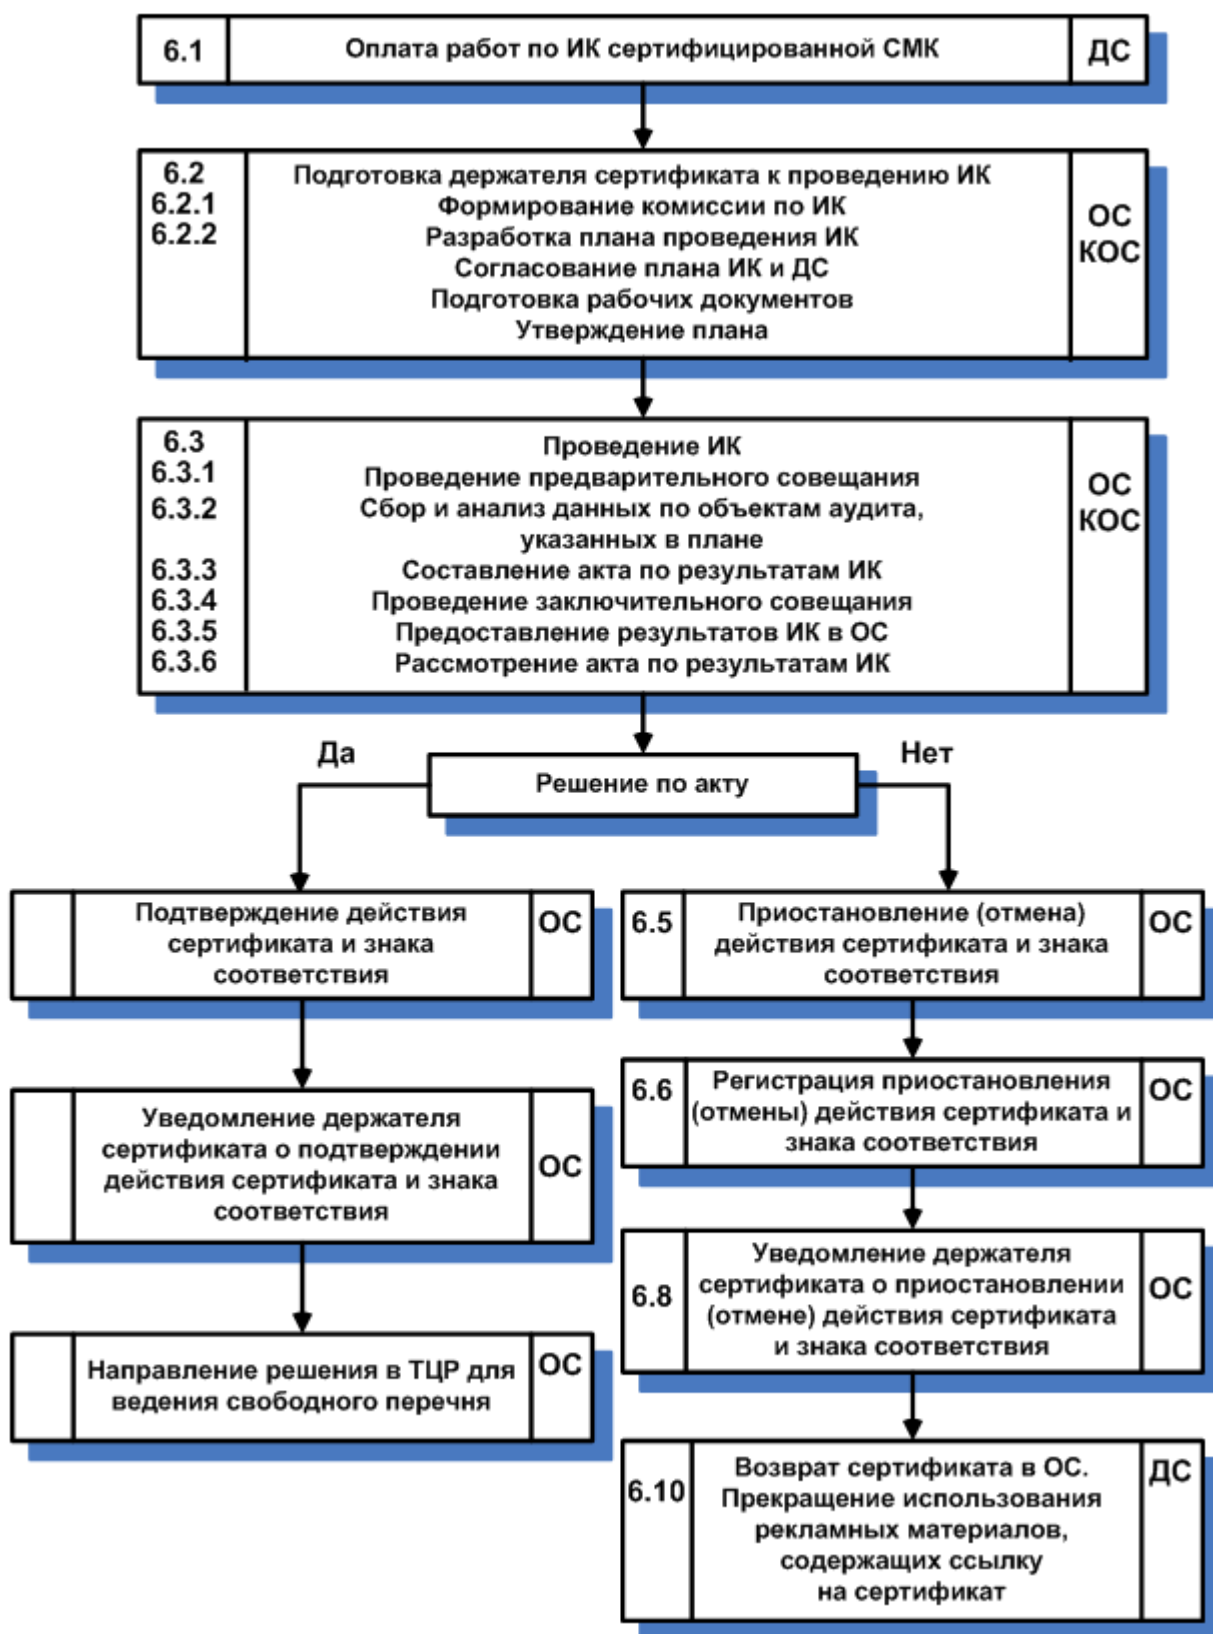 6.1 Оплата работ по ИК сертифицированной СМК ДС
6.2 Подготовка держателя сертификата к проведению ИК
6.2.1 Формирование комиссии по ИК ОС
6.2.2 Разработка плана проведения ИК КОС
Согласование плана ИК и ДС
Подготовка рабочих документов
Утверждение плана
6.3 Проведение ИК
6.3.1 Проведение предварительного совещания ОС
6.3.2 Сбор и анализ данных по объектам аудита, КОС
указанных в плане
6.3.3 Составление акта по результатам ИК
6.3.4 Проведение заключительного совещания
6.3.5 Предоставление результатов ИК в ОС
6.3.6 Рассмотрение акта по результатам ИК
Да
Нет
Решение по акту
Подтверждение действия ОС
сертификата и знака
соответствия
Уведомление держателя
сертификата о подтверждении ОС
действия сертификата и знака
соответствия
Направление решения в ТЦР для ОС
ведения свободного перечня
6.5 Приостановление (отмена) ОС
действия сертификата и знака
соответствия
6.6 Регистрация приостановления ОС
(отмены) действия сертификата и
знака соответствия
Уведомление держателя
сертификата о приостановлении ОС
6.8 (отмене) действия сертификата
и знака соответствия
Возврат сертификата в ОС. ДС
6.10 Прекращение использования
рекламных материалов,
содержащих ссылку
на сертификат